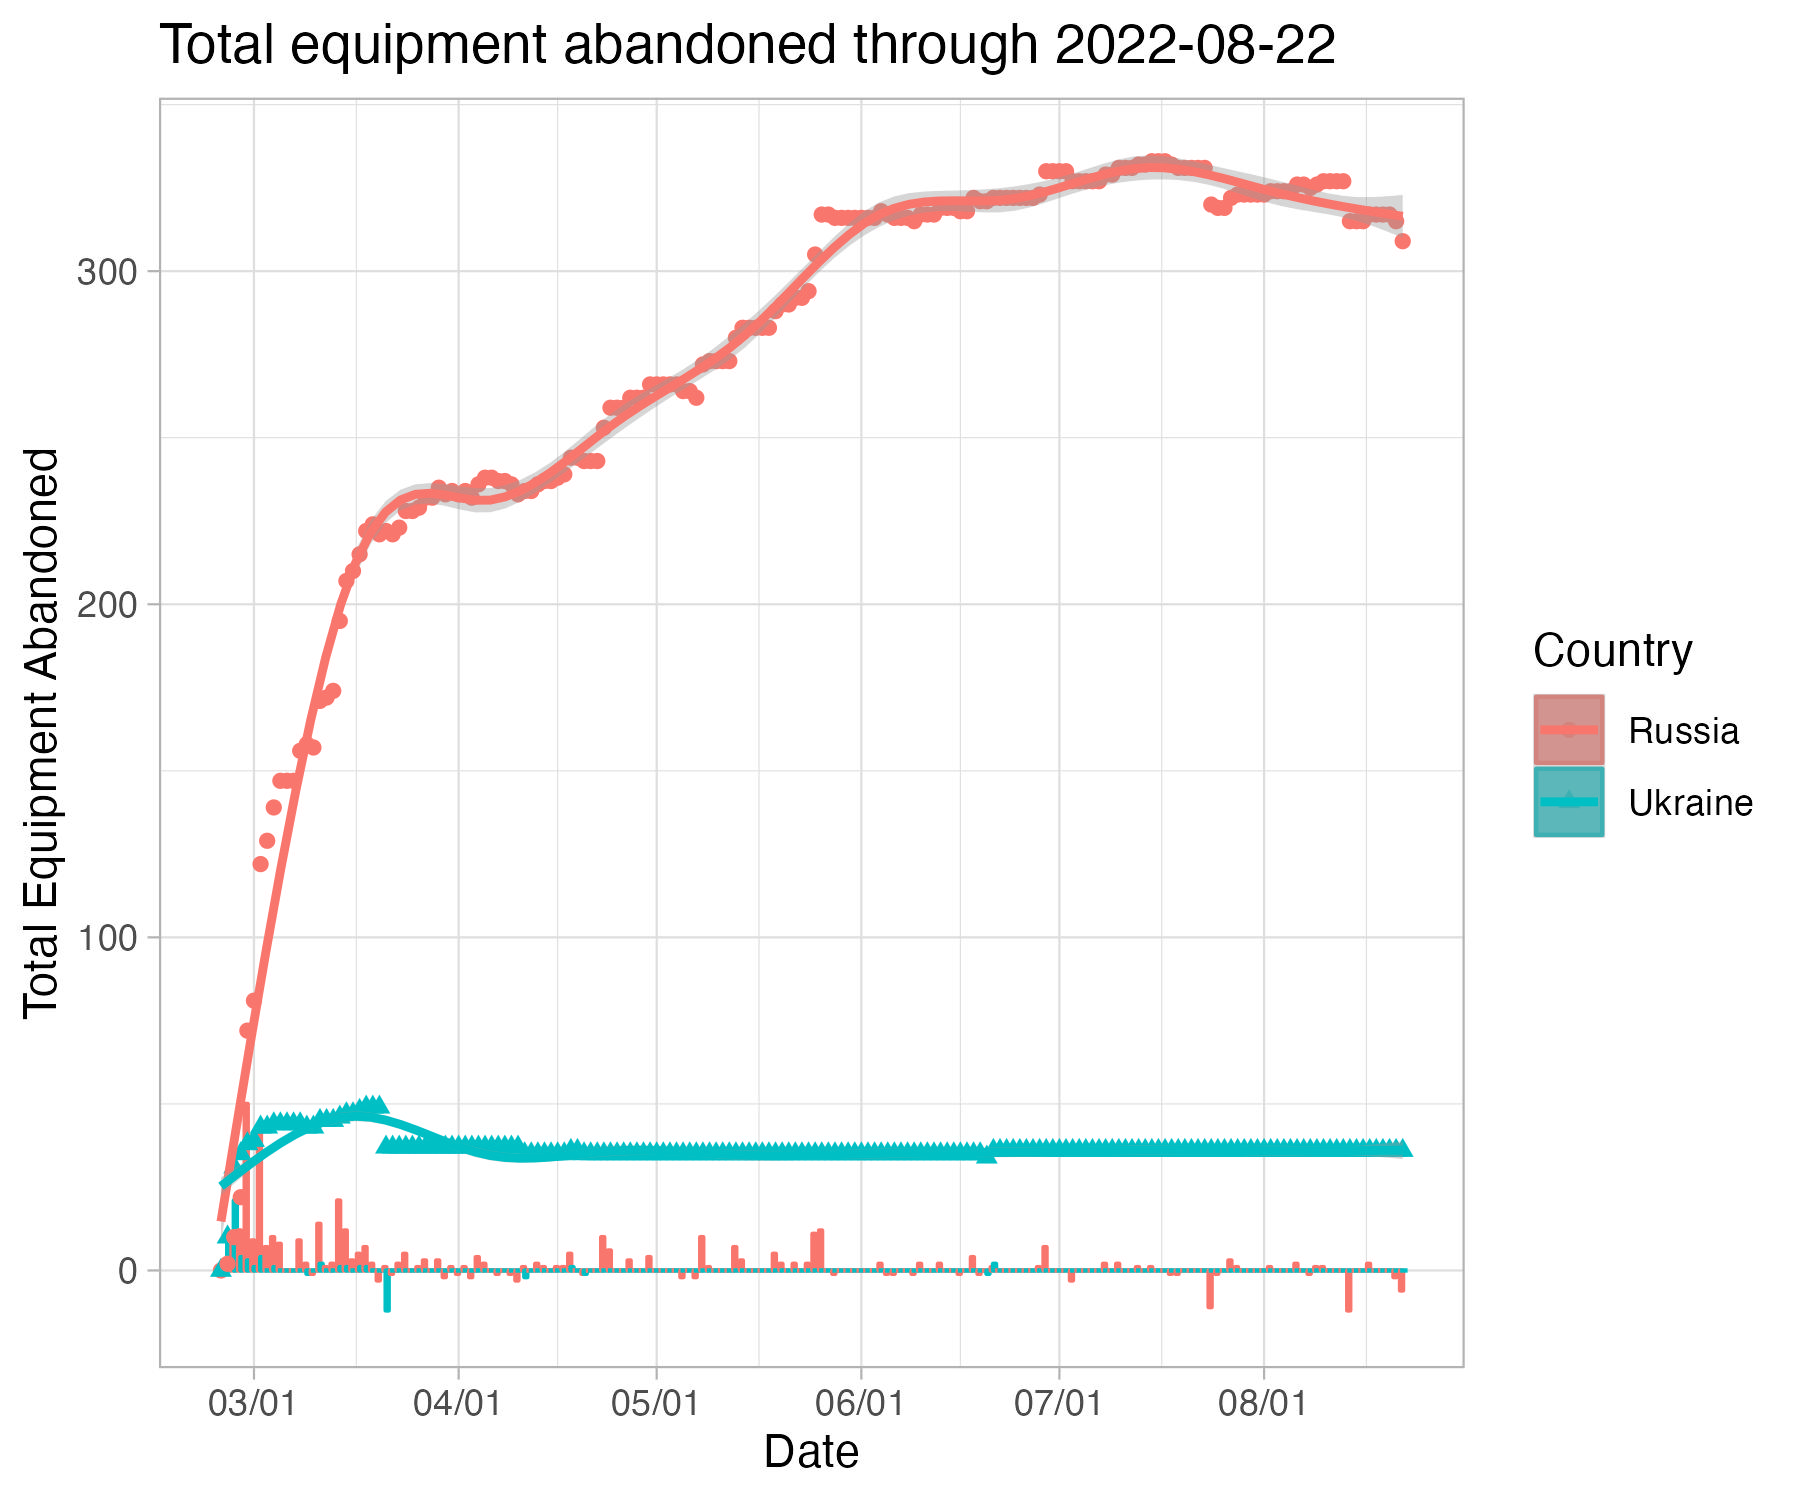 Total equipment abandoned through 2022-08-22
Total Equipment Abandoned
300
200
100
0
03/01 04/01 05/01 06/01 07/01 08/01
Date
Country
Russia
Ukraine